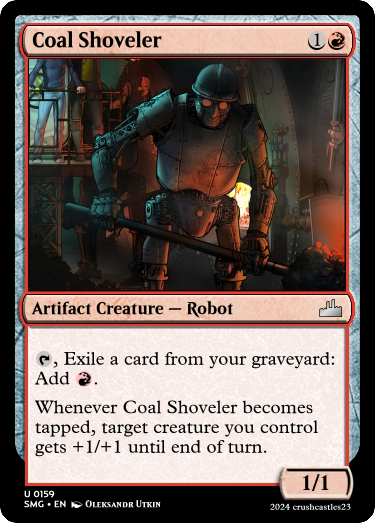 Coal Shoveler 1
Artifact Creature — Robot
, Exile a card from your graveyard:
Add .
Whenever Coal Shoveler becomes
tapped, target creature you control
gets +1/+1 until end of turn.
1/1
U 0159
SMG • EN Oleksandr Utkin
2024 crushcastles23